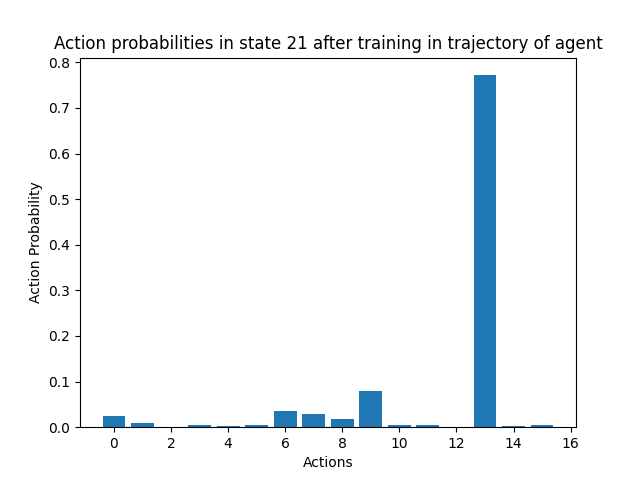 Action probabilities in state 21 after training in trajectory of agent
0.8
0.7
0.6
0.5
0.4
0.3
0.2
0.1
0.0
Action Probability
0 2 4 6 8 10 12 14 16
Actions